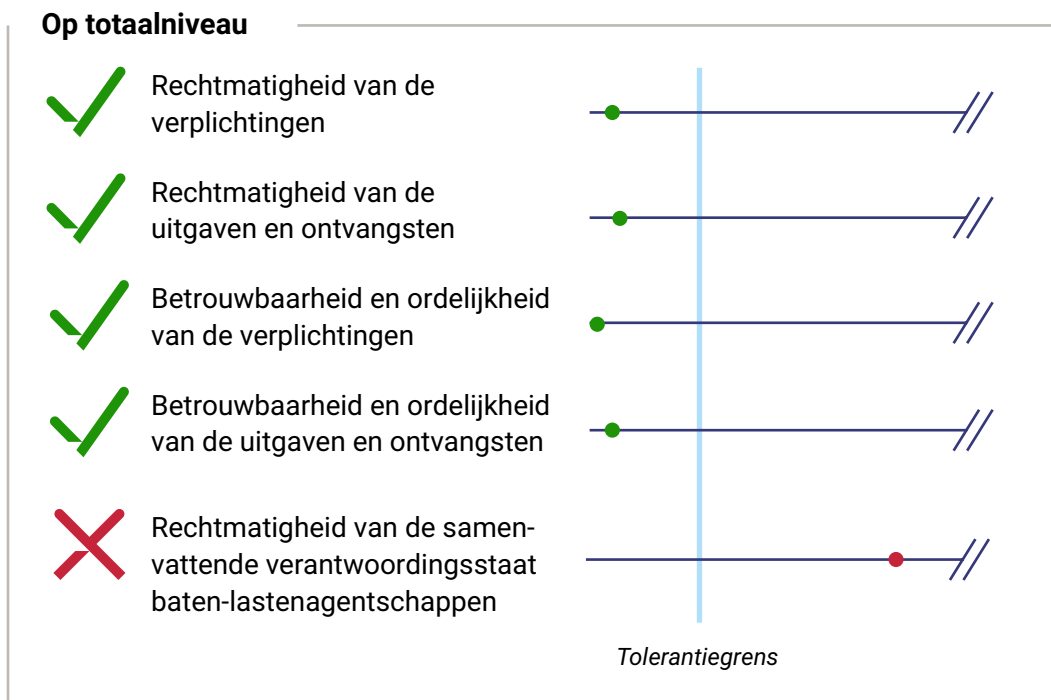 Op totaalniveau
Rechtmatigheid van de
verplichtingen
Rechtmatigheid van de
uitgaven en ontvangsten
Betrouwbaarheid en ordelijkheid
van de verplichtingen
Betrouwbaarheid en ordelijkheid
van de uitgaven en ontvangsten
Rechtmatigheid van de samen-
vattende verantwoordingsstaat
baten-lastenagentschappen
Tolerantiegrens